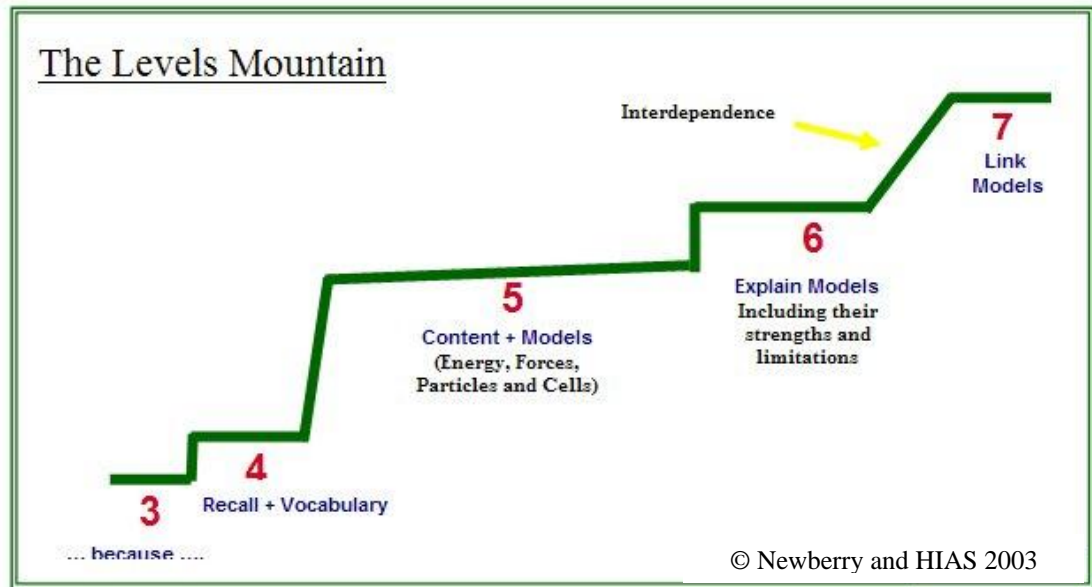 The Levels Mountain
Interdependence
7
Link
Models
6
Explain Models
Including their
strengths and
limitations
5
Content + Models
(Energy, Forces,
Particles and Cells)
4
Recall + Vocabulary
3
... because ....
© Newberry and HIAS 2003